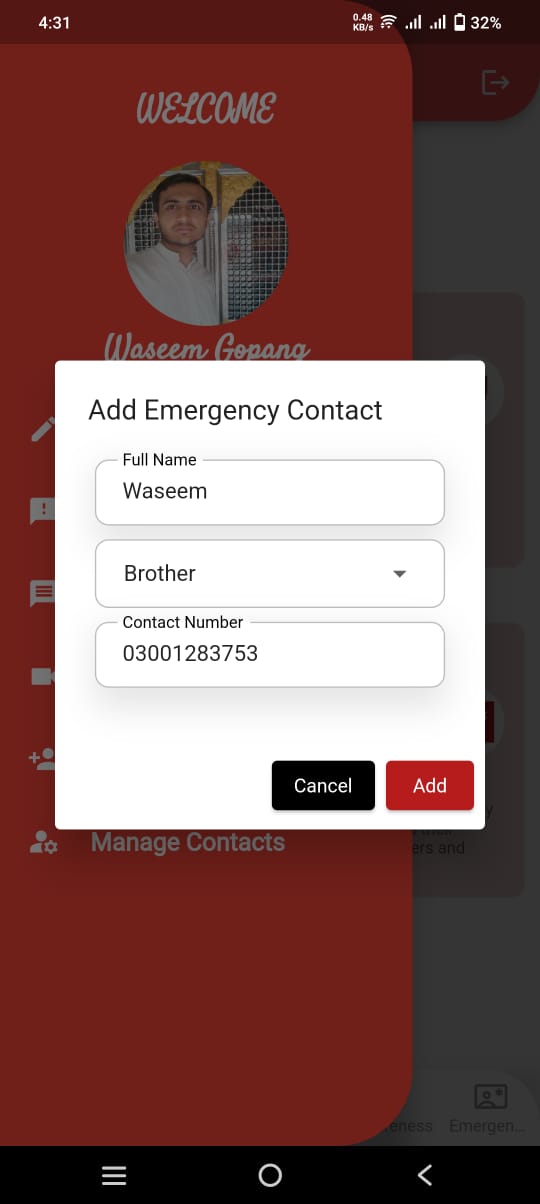 4:31
0.48
KB/s
32%
WELCOME
Waseem Gopang
Add Emergency Contact
Full Name
Waseem
Brother
Contact Number
03001283753
Cancel
Add
Manage Contacts
ers and
Emergen...